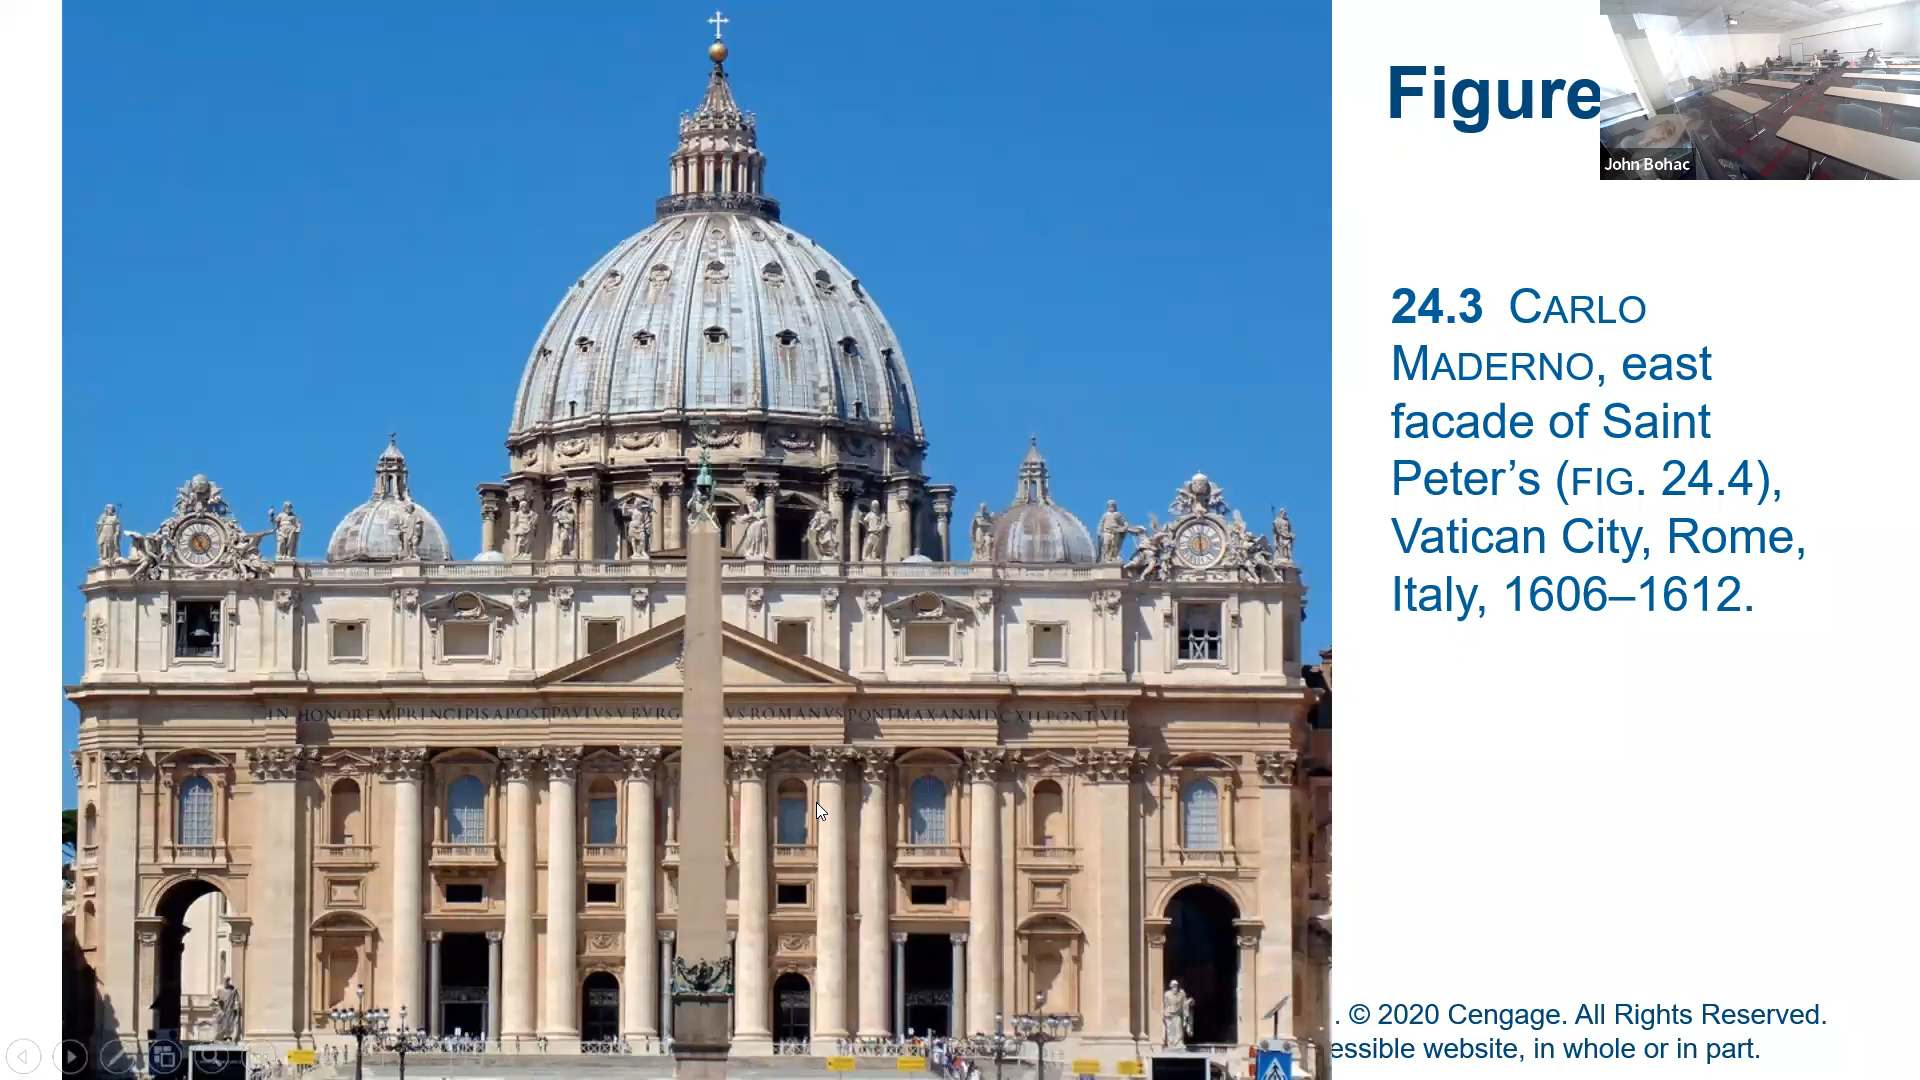 Figure
John Bohac
24.3 CARLO
MADERNO, east
facade of Saint
Peter’s (FIG. 24.4),
Vatican City, Rome,
Italy, 1606–1612.
IN HONOREM PRINCIPIS APOST PAVLVS V BVRG VS ROMANVS PONT MAX AN MDCXII PONT VII
. © 2020 Cengage. All Rights Reserved.
essible website, in whole or in part.